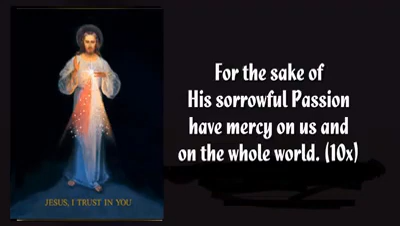 JESUS, I TRUST IN YOU
For the sake of
His sorrowful Passion
have mercy on us and
on the whole world. (10x)